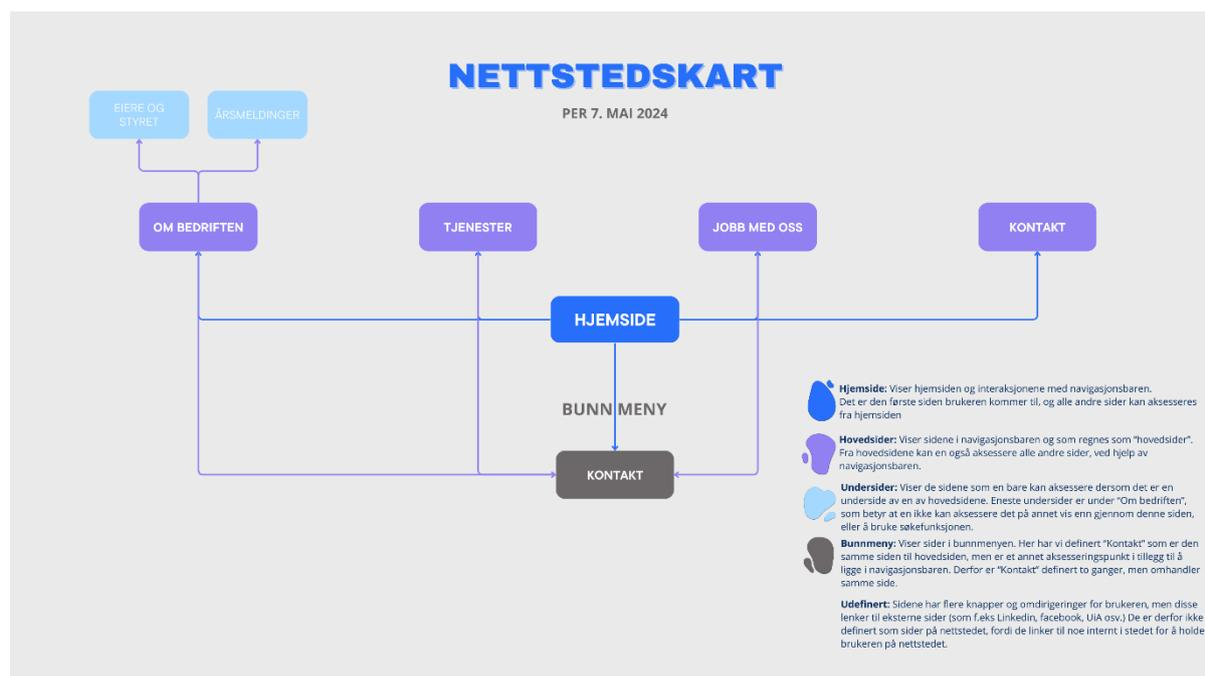 NETTSTEDSKART
PER 7. MAI 2024
EIERE OG
STYRET
ÅRSMELDINGER
OM BEDRIFTEN
TJENESTER
JOBB MED OSS
KONTAKT
HJEMSIDE
BUNNMENY
KONTAKT
Hjemside: Viser hjemsiden og interaksjonene med navigasjonsbaren.
Det er den første siden brukeren kommer til, og alle andre sider kan aksesseres
fra hjemsiden
Hovedsider: Viser sidene i navigasjonsbaren og som regnes som "hovedsider".
Fra hovedsidene kan en også aksessere alle andre sider, ved hjelp av
navigasjonsbaren.
Undersider: Viser de sidene som en bare kan aksessere dersom det er en
underside av en av hovedsidene. Eneste undersider er under "Om bedriften",
som betyr at en ikke kan aksessere det på annet vis enn gjennom denne siden,
eller å bruke søkefunksjonen.
Bunnmeny: Viser sider i bunnmenyen. Her har vi definert "Kontakt" som er den
samme siden til hovedsiden, men er et annet aksesseringspunkt i tillegg til å
ligge i navigasjonsbaren. Derfor er "Kontakt" definert to ganger, men omhandler
samme side.
Udefinert: Sidene har flere knapper og omdirigeringer for brukeren, men disse
lenker til eksterne sider (som f.eks Linkedin, facebook, UiA osv.) De er derfor ikke
definert som sider på nettstedet, fordi de linker til noe internt i stedet for å holde
brukeren på nettstedet.